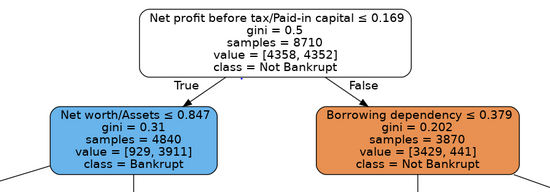 Net profit before tax/Paid-in capital ≤ 0.169
gini = 0.5
samples = 8710
value = [4358, 4352]
class = Not Bankrupt
True
False
Net worth/Assets ≤ 0.847
gini = 0.31
samples = 4840
value = [929, 3911]
class = Bankrupt
Borrowing dependency ≤ 0.379
gini = 0.202
samples = 3870
value = [3429, 441]
class = Not Bankrupt